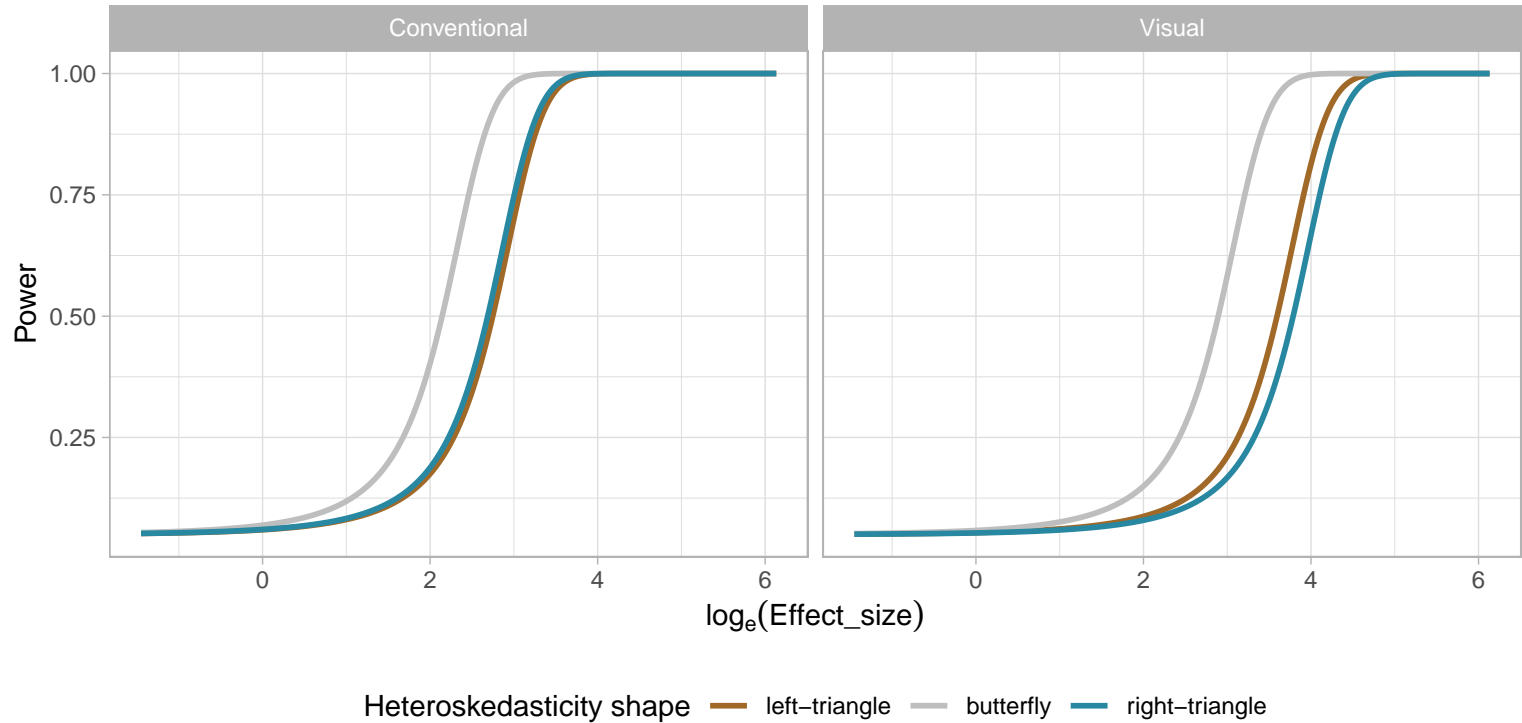 Conventional Visual
1.00
0.75
0.50
0.25
Power
0 2 4 6 0 2 4 6
logₑ(Effect_size)
Heteroskedasticity shape left−triangle butterfly right−triangle